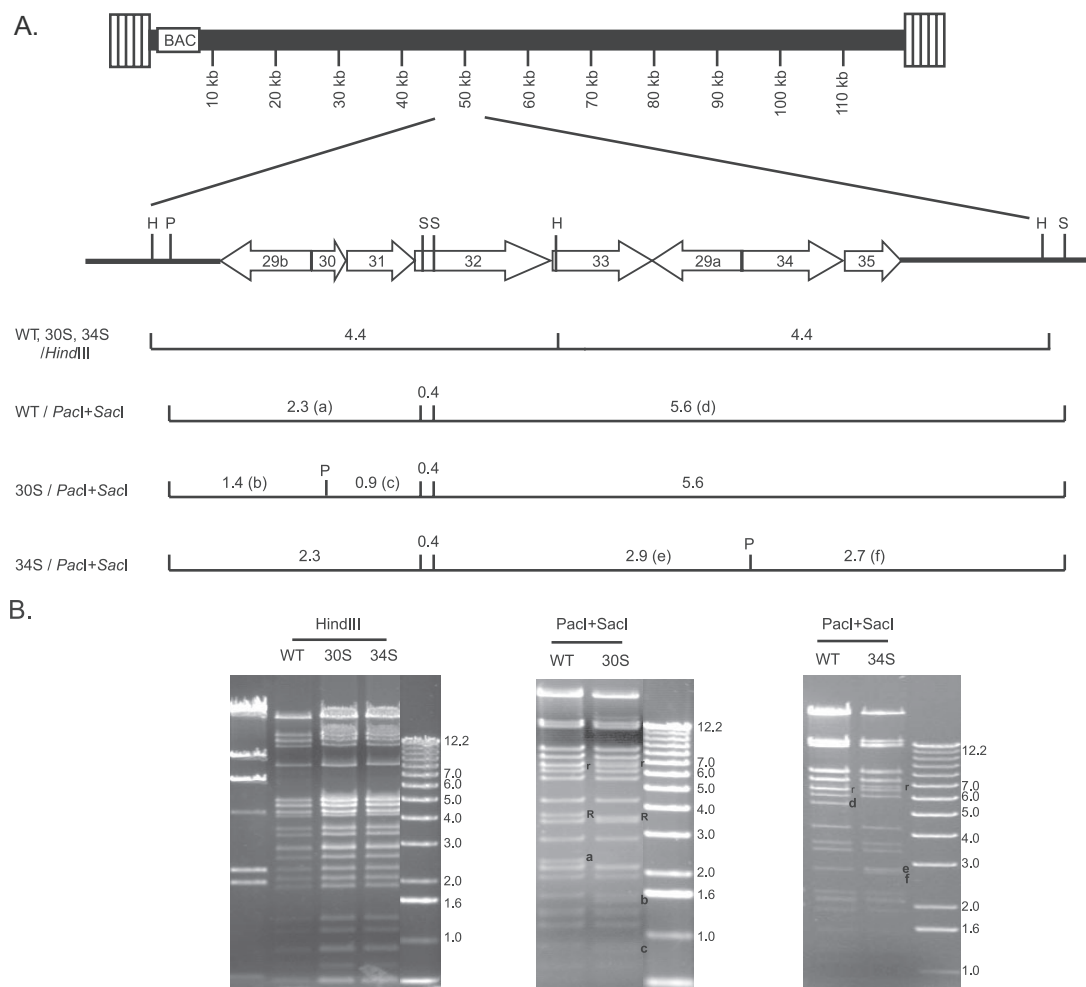 A.
BAC
10 kb 20 kb 30 kb 40 kb 50 kb 60 kb 70 kb 80 kb 90 kb 100 kb 110 kb
H P SS H H S
29b 30 31 32 33 29a 34 35
WT, 30S, 34S
/HindIII
4.4 4.4
WT / PacI+SacI
2.3 (a) 0.4 5.6 (d)
30S / PacI+SacI
1.4 (b) P 0.9 (c) 0.4 5.6
34S / PacI+SacI
2.3 0.4 2.9 (e) P 2.7 (f)
B.
HindIII
WT 30S 34S
12.2
7.0
6.0
5.0
4.0
3.0
2.0
1.6
1.0
PacI+SacI
WT 30S
12.2
r r 7.0
6.0
5.0
R R 4.0
3.0
a
2.0
1.6
b
1.0
c
PacI+SacI
WT 34S
12.2
r r 7.0
6.0
d
5.0
4.0
3.0
e
f
2.0
1.6
1.0